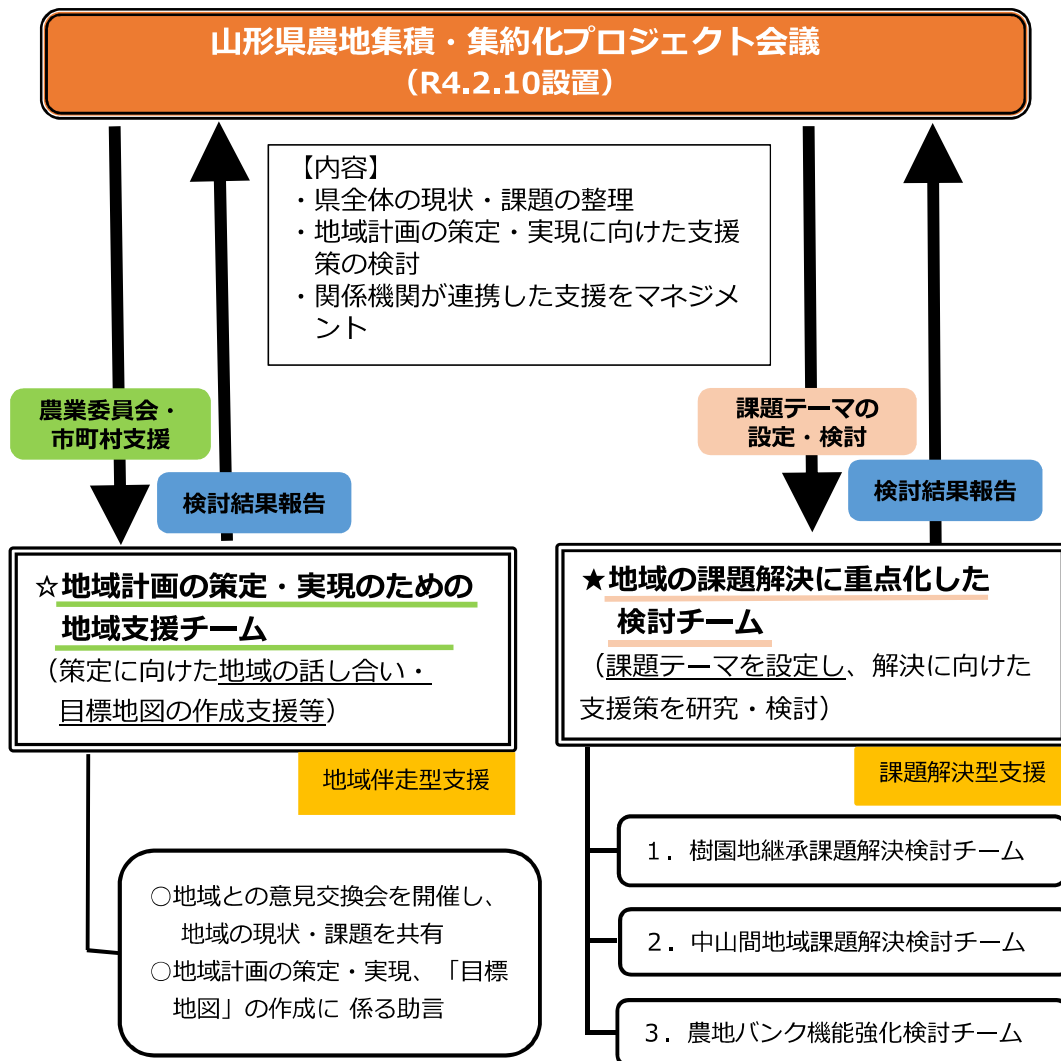 山形県農地集積・集約化プロジェクト会議
（R4.2.10設置）
【内容】
・県全体の現状・課題の整理
・地域計画の策定・実現に向けた支援
策の検討
・関係機関が連携した支援をマネジメ
ント
農業委員会・
市町村支援
検討結果報告
課題テーマの
設定・検討
検討結果報告
☆地域計画の策定・実現のための
地域支援チーム
（策定に向けた地域の話し合い・
目標地図の作成支援等）
地域伴走型支援
○地域との意見交換会を開催し、
地域の現状・課題を共有
○地域計画の策定・実現、「目標
地図」の作成に 係る助言
★地域の課題解決に重点化した
検討チーム
（課題テーマを設定し、解決に向けた
支援策を研究・検討）
課題解決型支援
1．樹園地継承課題解決検討チーム
2．中山間地域課題解決検討チーム
3．農地バンク機能強化検討チーム